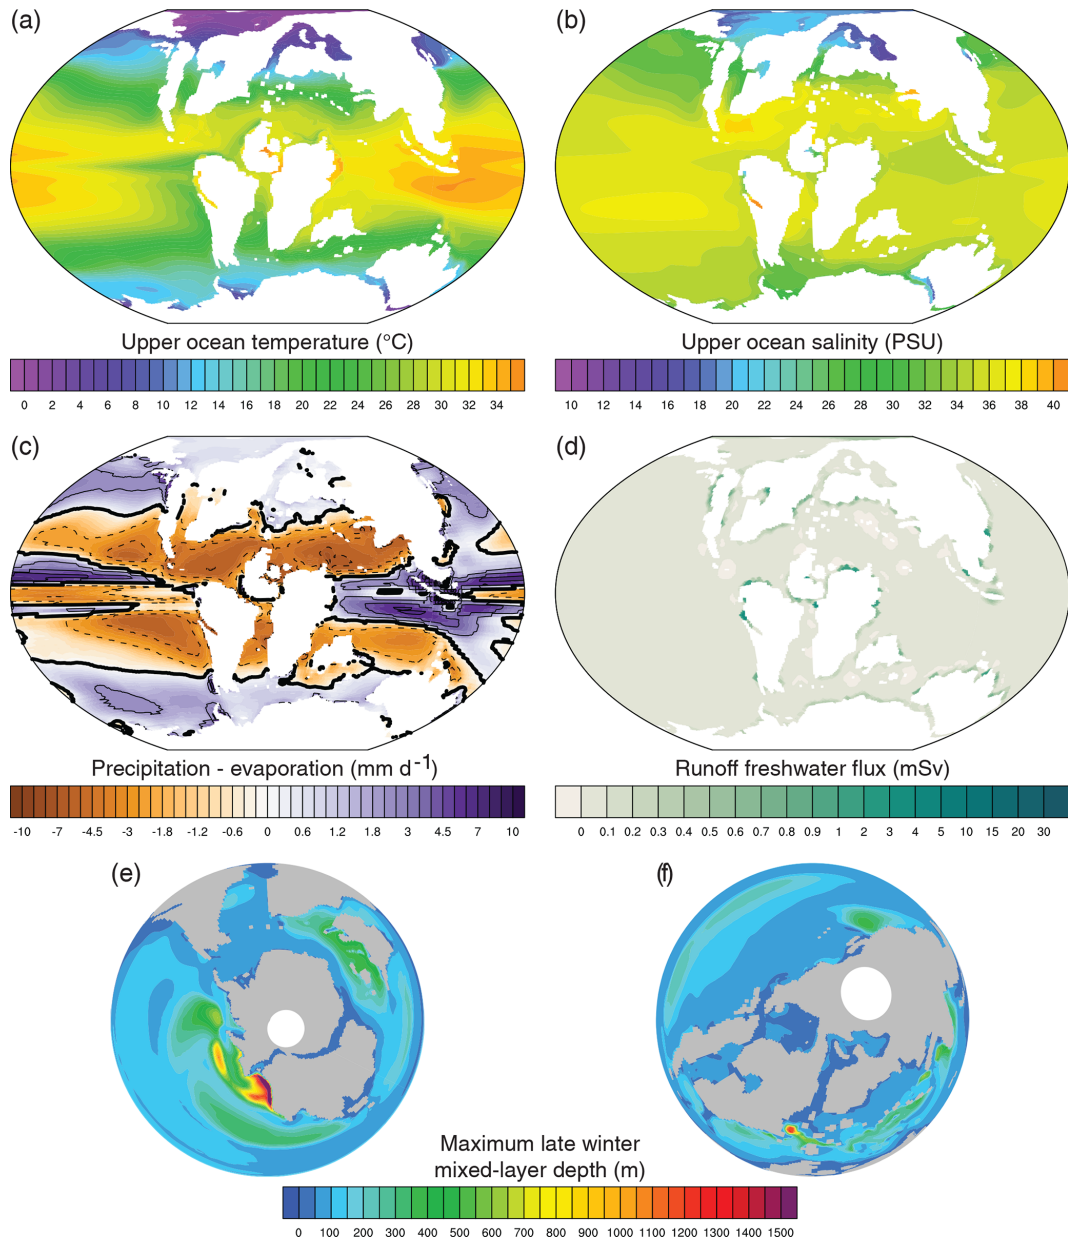 (a)
(b)
Upper ocean temperature (°C)
0 2 4 6 8 10 12 14 16 18 20 22 24 26 28 30 32 34
Upper ocean salinity (PSU)
10 12 14 16 18 20 22 24 26 28 30 32 34 36 38 40
(c)
(d)
Precipitation - evaporation (mm d-1)
-10 -7 -4.5 -3 -1.8 -1.2 -0.6 0 0.6 1.2 1.8 3 4.5 7 10
Runoff freshwater flux (mSv)
0 0.1 0.2 0.3 0.4 0.5 0.6 0.7 0.8 0.9 1 2 3 4 5 10 15 20 30
(e)
(f)
Maximum late winter
mixed-layer depth (m)
0 100 200 300 400 500 600 700 800 900 1000 1100 1200 1300 1400 1500